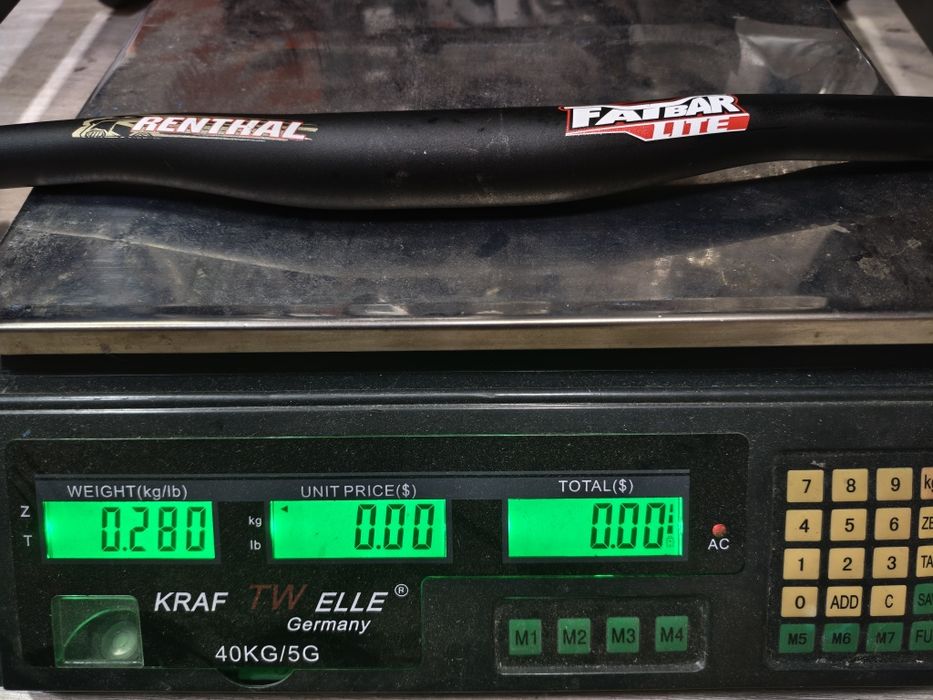 RENTHAL
FATBAR
LITE
WEIGHT(kg/lb) UNIT PRICE($) TOTAL($)
Z
T
0.280
kg
lb
0.00
0.00
AC
KRAF TW ELLE ®
Germany
40KG/5G
M1 M2 M3 M4
7 8 9
4 5 6
1 2 3
0 ADD C
M5 M6 M7